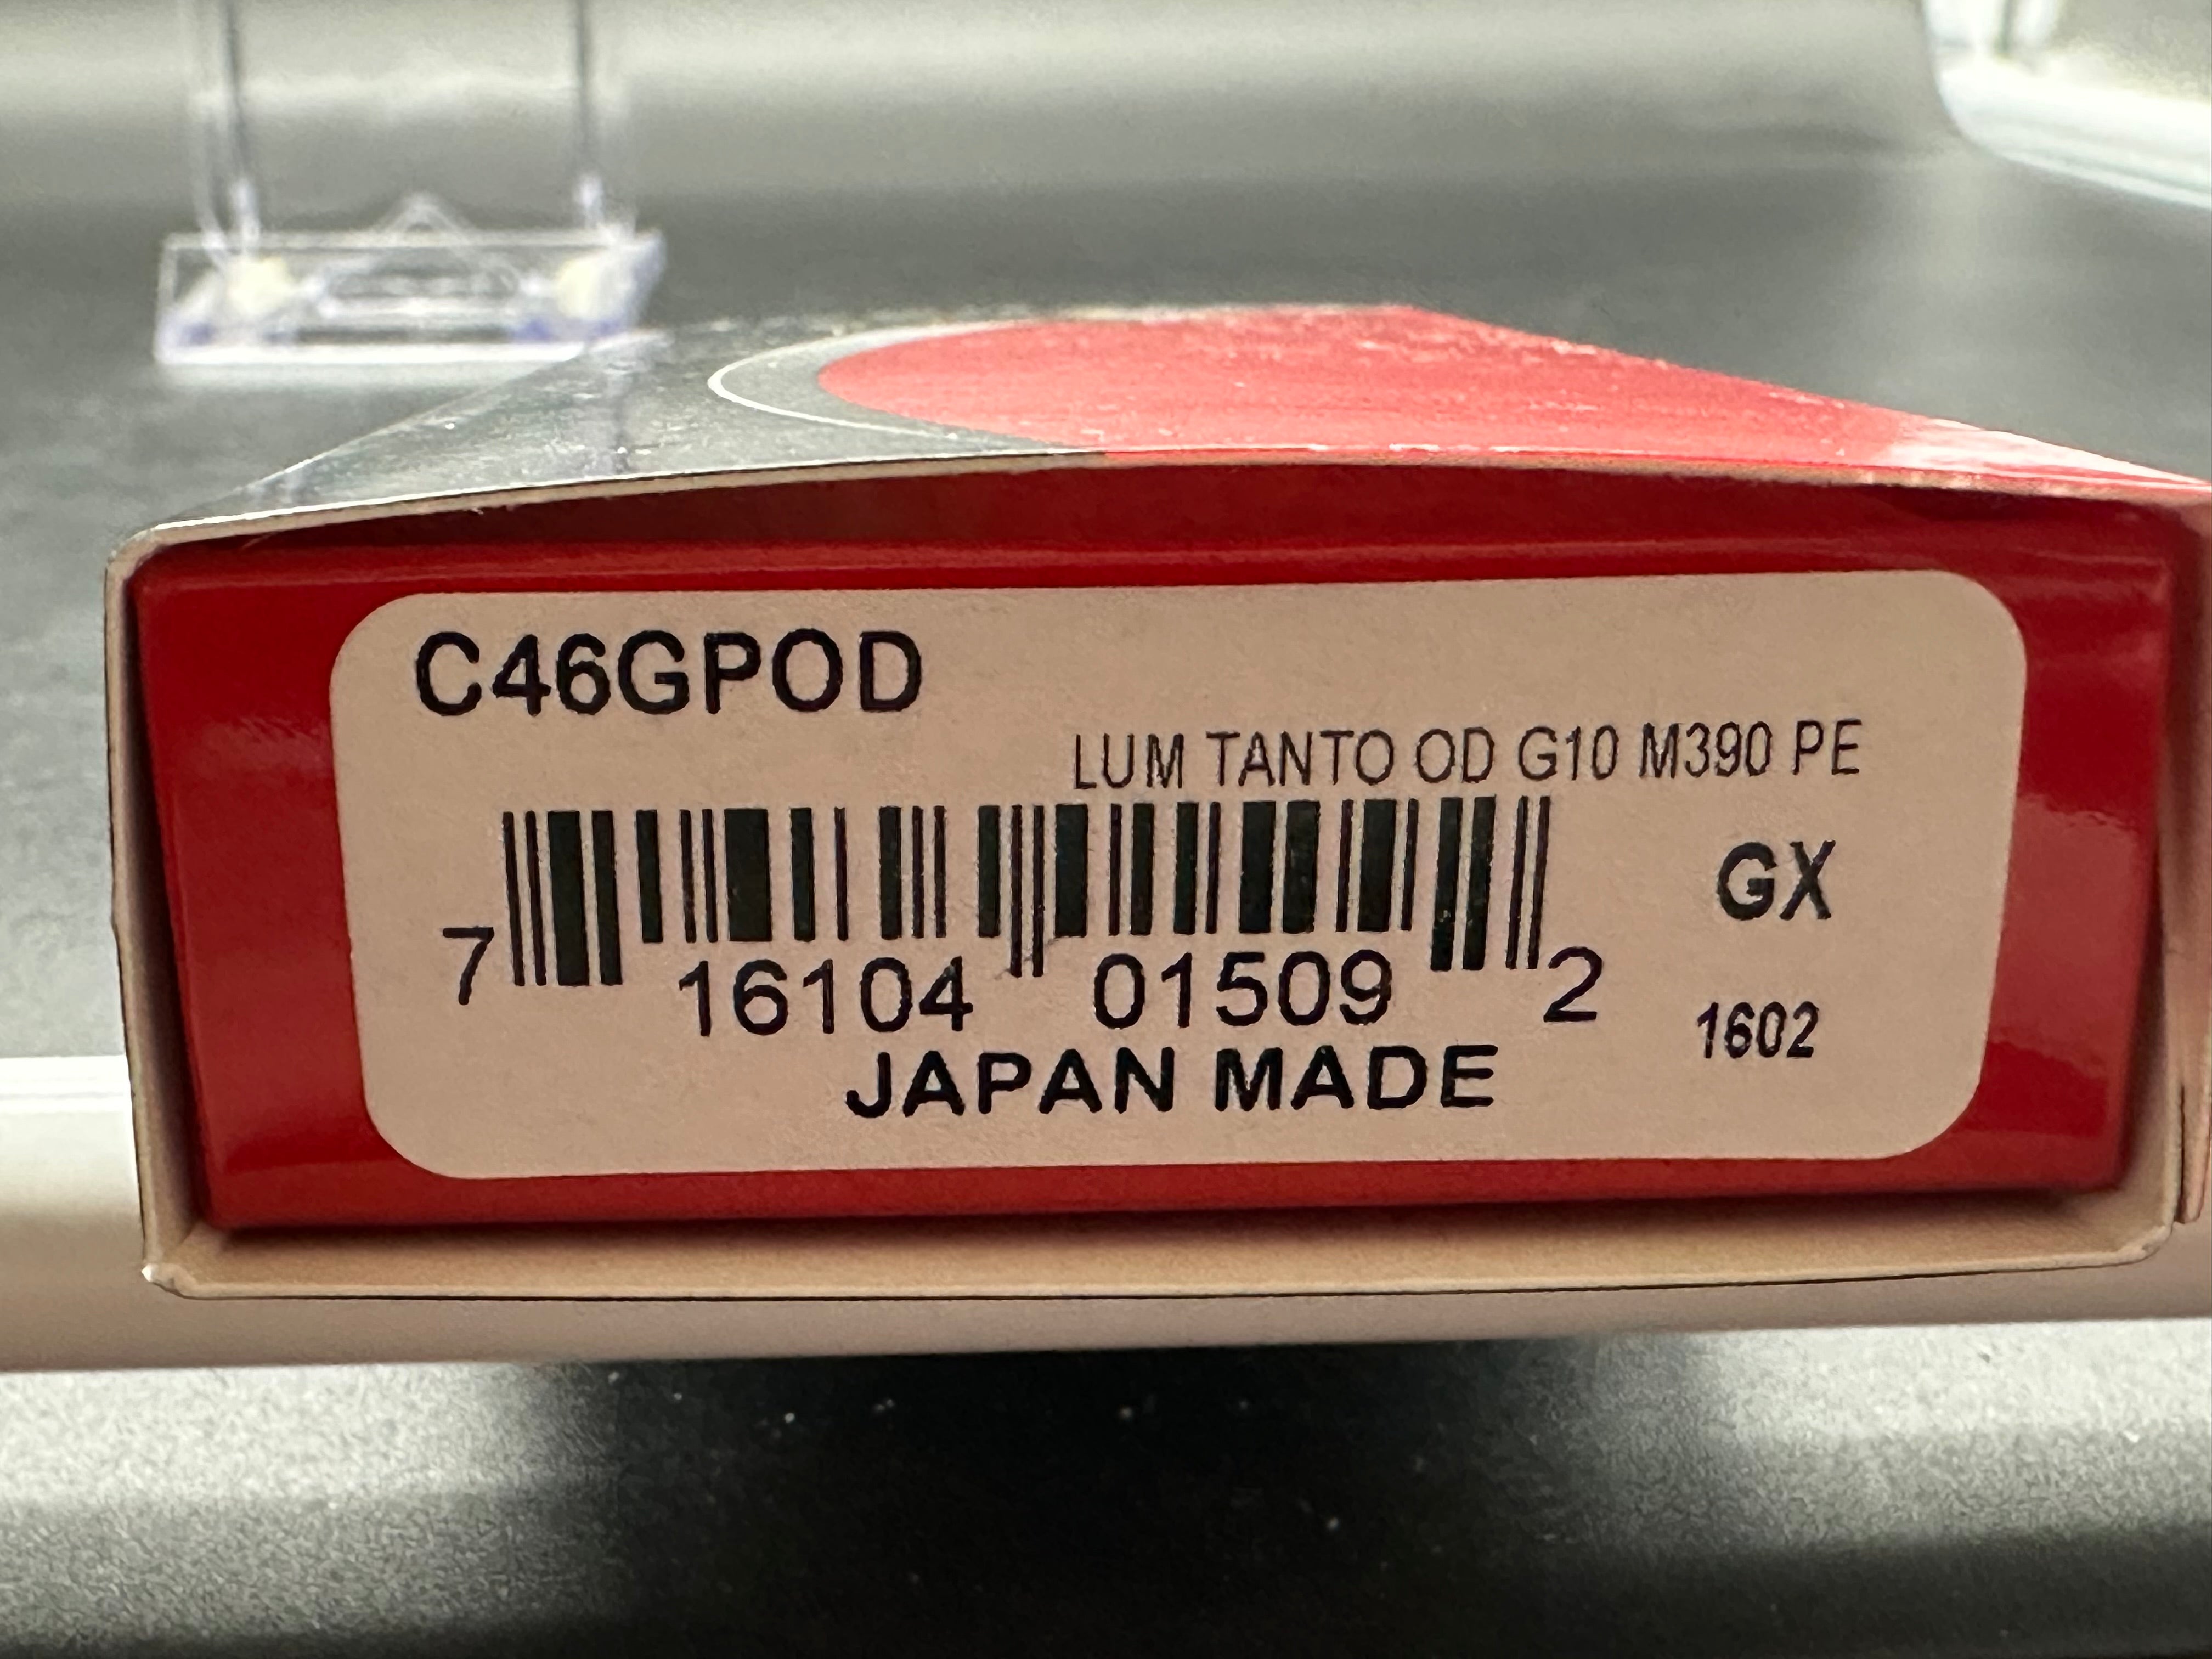 C46GPOD
LUM TANTO OD G10 M390 PE
GX
7 16104 01509 2
1602
JAPAN MADE